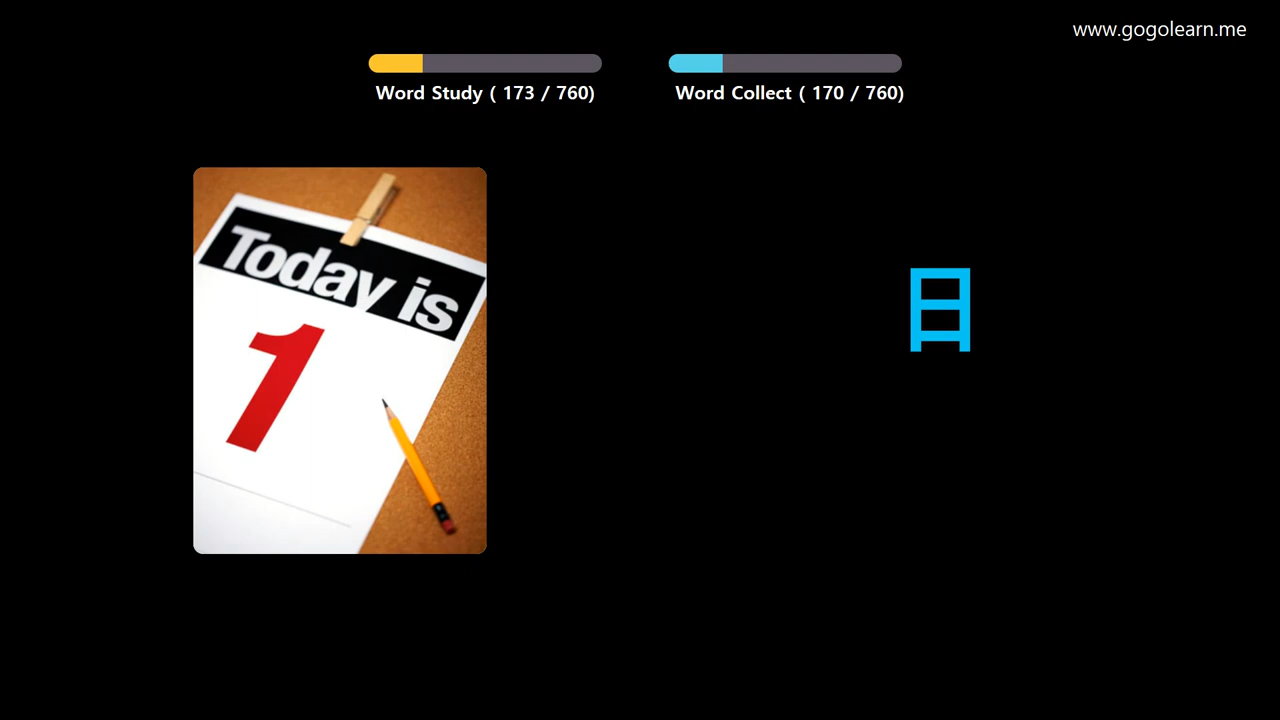 www.gogolearn.me
Word Study ( 173 / 760)
Word Collect ( 170 / 760)
Today is
1
日